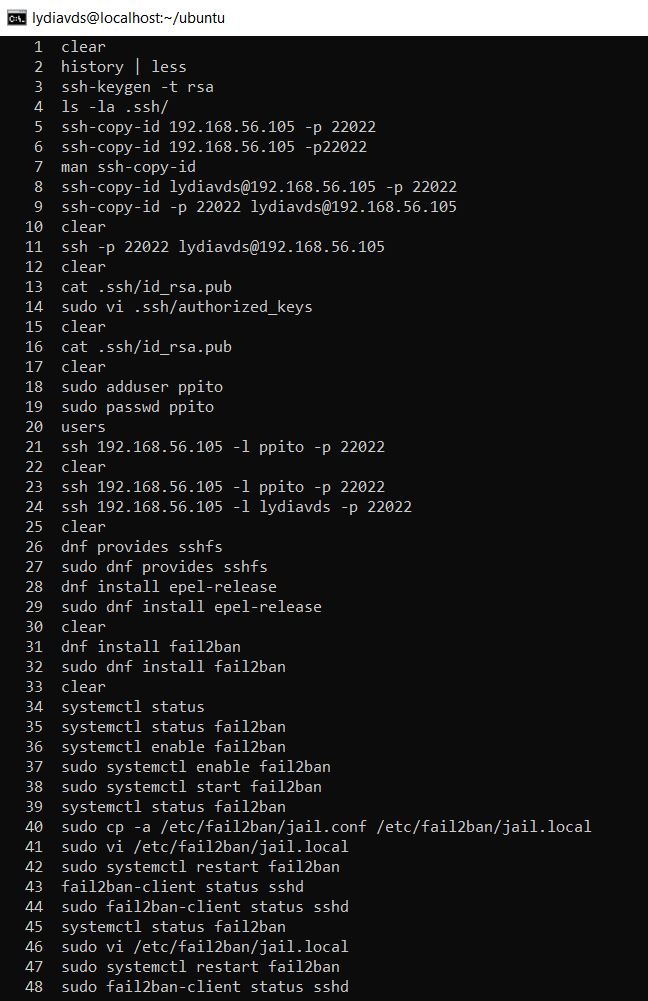 lydiavds@localhost:~/ubuntu
1 clear
2 history | less
3 ssh-keygen -t rsa
4 ls -la .ssh/
5 ssh-copy-id 192.168.56.105 -p 22022
6 ssh-copy-id 192.168.56.105 -p22022
7 man ssh-copy-id
8 ssh-copy-id lydiavds@192.168.56.105 -p 22022
9 ssh-copy-id -p 22022 lydiavds@192.168.56.105
10 clear
11 ssh -p 22022 lydiavds@192.168.56.105
12 clear
13 cat .ssh/id_rsa.pub
14 sudo vi .ssh/authorized_keys
15 clear
16 cat .ssh/id_rsa.pub
17 clear
18 sudo adduser ppito
19 sudo passwd ppito
20 users
21 ssh 192.168.56.105 -l ppito -p 22022
22 clear
23 ssh 192.168.56.105 -l ppito -p 22022
24 ssh 192.168.56.105 -l lydiavds -p 22022
25 clear
26 dnf provides sshfs
27 sudo dnf provides sshfs
28 dnf install epel-release
29 sudo dnf install epel-release
30 clear
31 dnf install fail2ban
32 sudo dnf install fail2ban
33 clear
34 systemctl status
35 systemctl status fail2ban
36 systemctl enable fail2ban
37 sudo systemctl enable fail2ban
38 sudo systemctl start fail2ban
39 systemctl status fail2ban
40 sudo cp -a /etc/fail2ban/jail.conf /etc/fail2ban/jail.local
41 sudo vi /etc/fail2ban/jail.local
42 sudo systemctl restart fail2ban
43 fail2ban-client status sshd
44 sudo fail2ban-client status sshd
45 systemctl status fail2ban
46 sudo vi /etc/fail2ban/jail.local
47 sudo systemctl restart fail2ban
48 sudo fail2ban-client status sshd